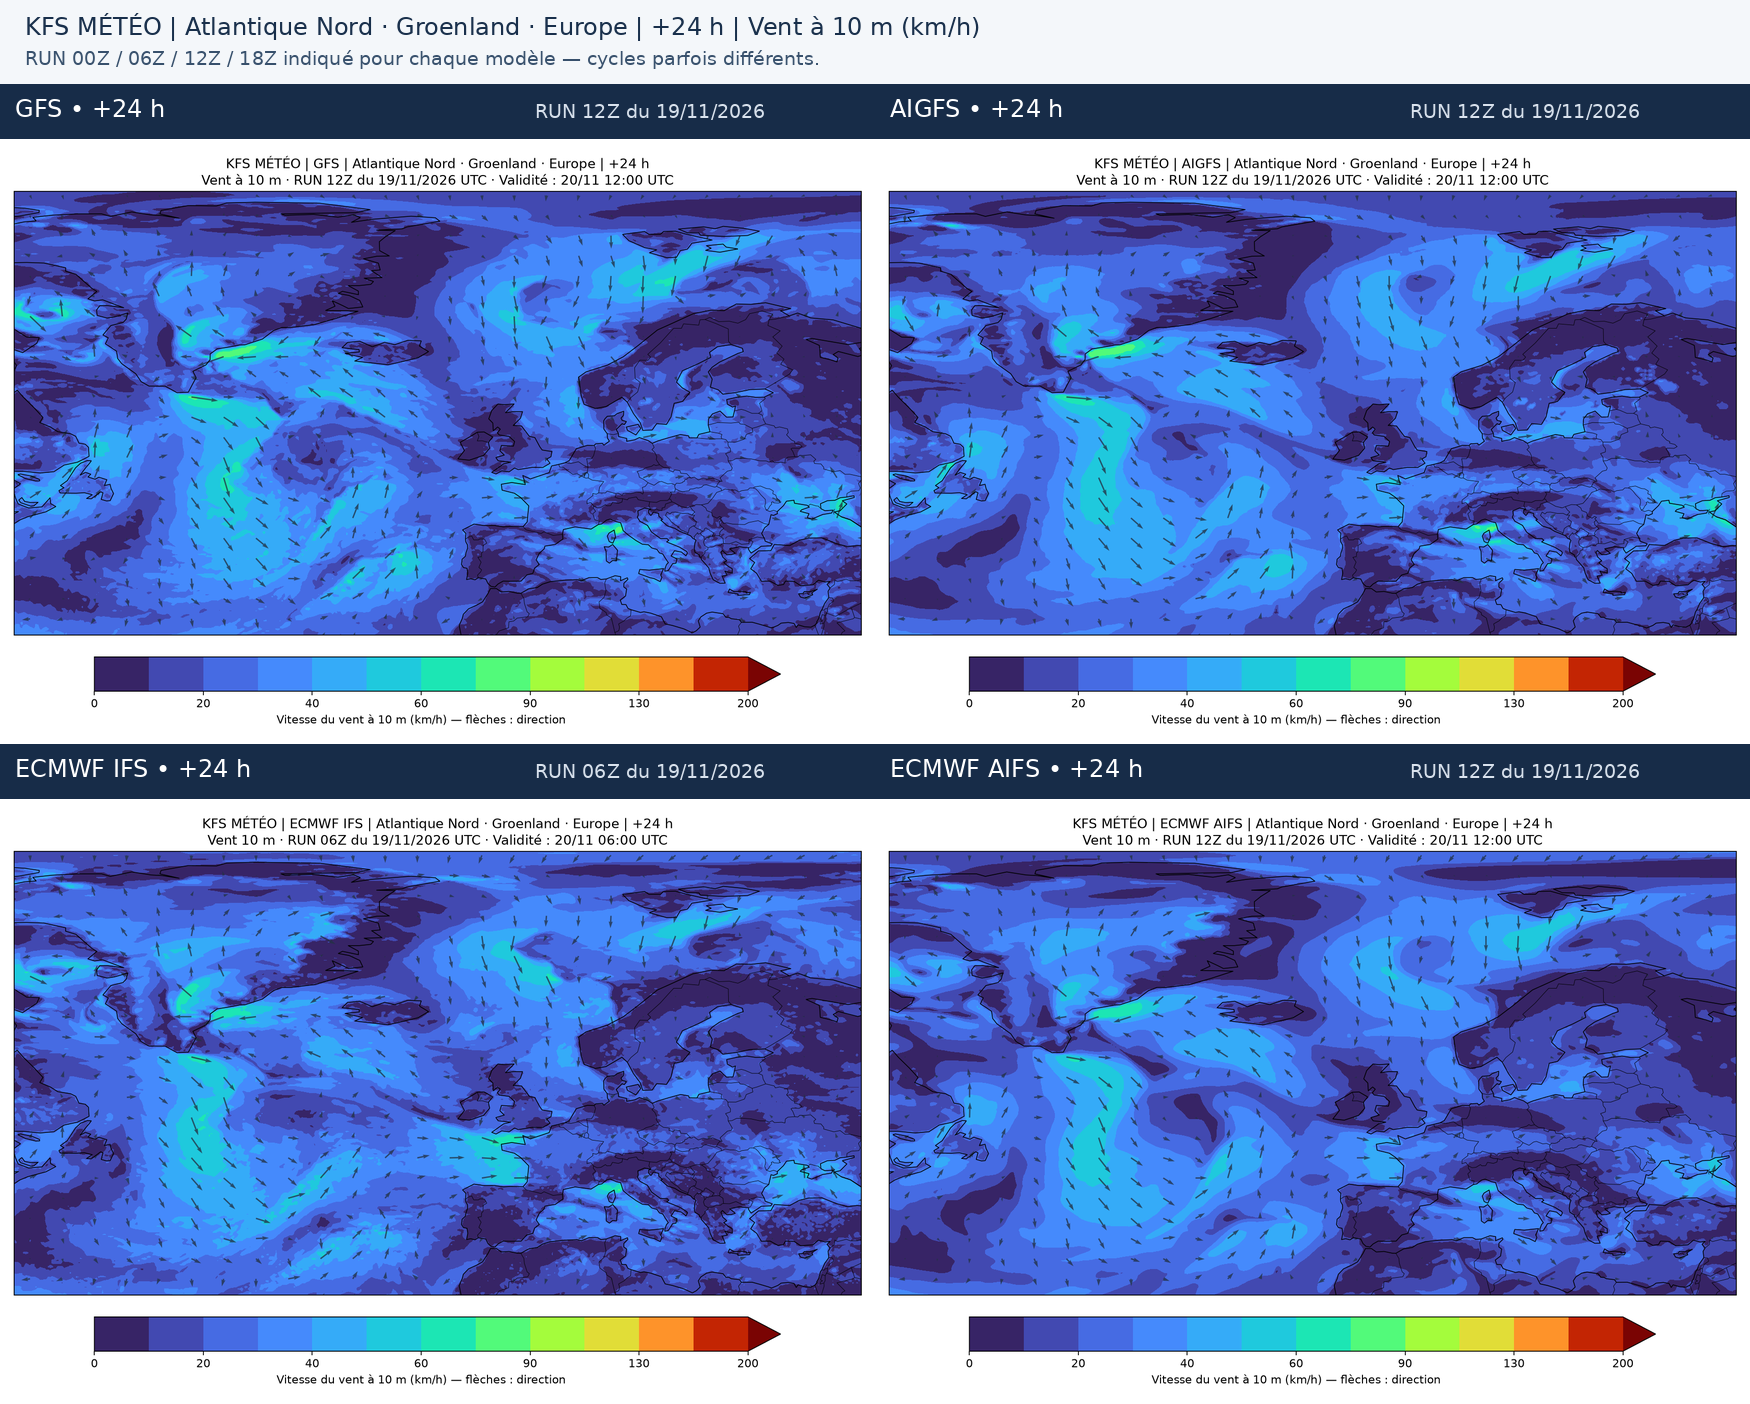 KFS MÉTÉO | Atlantique Nord · Groenland · Europe | +24 h | Vent à 10 m (km/h)
RUN 00Z / 06Z / 12Z / 18Z indiqué pour chaque modèle — cycles parfois différents.
GFS • +24 h RUN 12Z du 19/11/2026
KFS MÉTÉO | GFS | Atlantique Nord · Groenland · Europe | +24 h
Vent à 10 m · RUN 12Z du 19/11/2026 UTC · Validité : 20/11 12:00 UTC
0 20 40 60 90 130 200
Vitesse du vent à 10 m (km/h) — flèches : direction
AIGFS • +24 h RUN 12Z du 19/11/2026
KFS MÉTÉO | AIGFS | Atlantique Nord · Groenland · Europe | +24 h
Vent à 10 m · RUN 12Z du 19/11/2026 UTC · Validité : 20/11 12:00 UTC
0 20 40 60 90 130 200
Vitesse du vent à 10 m (km/h) — flèches : direction
ECMWF IFS • +24 h RUN 06Z du 19/11/2026
KFS MÉTÉO | ECMWF IFS | Atlantique Nord · Groenland · Europe | +24 h
Vent 10 m · RUN 06Z du 19/11/2026 UTC · Validité : 20/11 06:00 UTC
0 20 40 60 90 130 200
Vitesse du vent à 10 m (km/h) — flèches : direction
ECMWF AIFS • +24 h RUN 12Z du 19/11/2026
KFS MÉTÉO | ECMWF AIFS | Atlantique Nord · Groenland · Europe | +24 h
Vent 10 m · RUN 12Z du 19/11/2026 UTC · Validité : 20/11 12:00 UTC
0 20 40 60 90 130 200
Vitesse du vent à 10 m (km/h) — flèches : direction